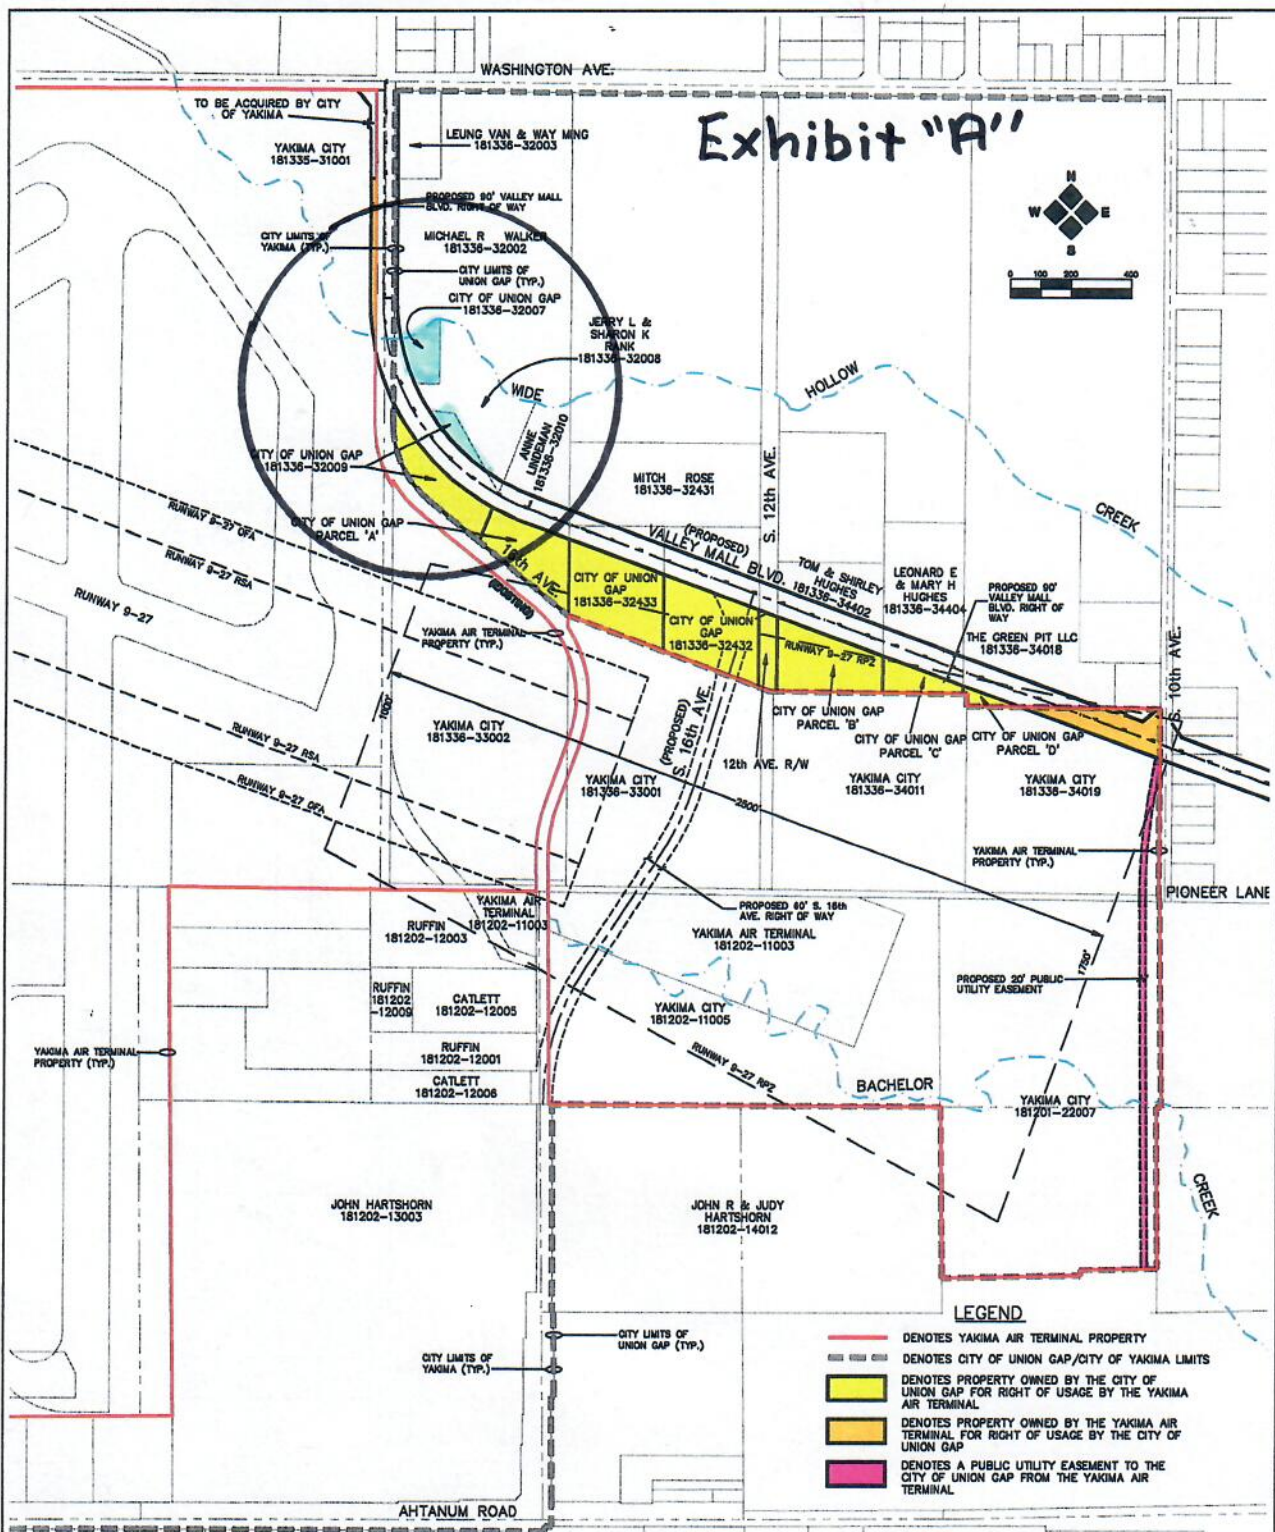 WASHINGTON AVE.
TO BE ACQUIRED BY CITY
OF YAKIMA
YAKIMA CITY
181335-31001
LEUNG VAN & WAY MING
181336-32003
Exhibit "A"
N
W E
S
0 100 200 400
PROPOSED 90' VALLEY MALL
BLVD. RIGHT OF WAY
CITY LIMITS OF
YAKIMA (TYP.)
MICHAEL R WALKER
181336-32002
CITY LIMITS OF
UNION GAP (TYP.)
CITY OF UNION GAP
181336-32007
JERRY L &
SHARON K
RANK
181336-32008
WIDE
HOLLOW
CREEK
ANNE
LINDEMAN
181336-32010
CITY OF UNION GAP
181336-32009
MITCH ROSE
181336-32431
S. 12th AVE.
CITY OF UNION GAP
PARCEL 'A'
RUNWAY 9-27 OFA
RUNWAY 9-27 RSA
RUNWAY 9-27
16th AVE.
(EXISTING)
(PROPOSED)
VALLEY MALL BLVD.
TOM & SHIRLEY
HUGHES
181336-34402
LEONARD E
& MARY H
HUGHES
181336-34404
PROPOSED 90'
VALLEY MALL
BLVD. RIGHT OF
WAY
THE GREEN PIT LLC
181336-34018
S. 10th AVE.
CITY OF UNION
GAP
181336-32433
CITY OF UNION
GAP
181336-32432
RUNWAY 9-27 RPZ
YAKIMA AIR TERMINAL
PROPERTY (TYP.)
1000'
YAKIMA CITY
181336-33002
RUNWAY 9-27 RSA
RUNWAY 9-27 OFA
(PROPOSED)
S. 16th AVE.
12th AVE. R/W
CITY OF UNION GAP
PARCEL 'B'
CITY OF UNION GAP
PARCEL 'C'
CITY OF UNION GAP
PARCEL 'D'
YAKIMA CITY
181336-33001
YAKIMA CITY
181336-34011
YAKIMA CITY
181336-34019
2500'
YAKIMA AIR TERMINAL
PROPERTY (TYP.)
PIONEER LANE
YAKIMA AIR
TERMINAL
181202-11003
RUFFIN
181202-12003
PROPOSED 60' S. 16th
AVE. RIGHT OF WAY
YAKIMA AIR TERMINAL
181202-11003
1750'
PROPOSED 20' PUBLIC
UTILITY EASEMENT
RUFFIN
181202
-12009
CATLETT
181202-12005
YAKIMA CITY
181202-11005
RUFFIN
181202-12001
CATLETT
181202-12006
YAKIMA AIR TERMINAL
PROPERTY (TYP.)
RUNWAY 9-27 RPZ
BACHELOR
YAKIMA CITY
181201-22007
CREEK
JOHN HARTSHORN
181202-13003
JOHN R & JUDY
HARTSHORN
181202-14012
CITY LIMITS OF
UNION GAP (TYP.)
CITY LIMITS OF
YAKIMA (TYP.)
LEGEND
DENOTES YAKIMA AIR TERMINAL PROPERTY
DENOTES CITY OF UNION GAP/CITY OF YAKIMA LIMITS
DENOTES PROPERTY OWNED BY THE CITY OF
UNION GAP FOR RIGHT OF USAGE BY THE YAKIMA
AIR TERMINAL
DENOTES PROPERTY OWNED BY THE YAKIMA AIR
TERMINAL FOR RIGHT OF USAGE BY THE CITY OF
UNION GAP
DENOTES A PUBLIC UTILITY EASEMENT TO THE
CITY OF UNION GAP FROM THE YAKIMA AIR
TERMINAL
AHTANUM ROAD